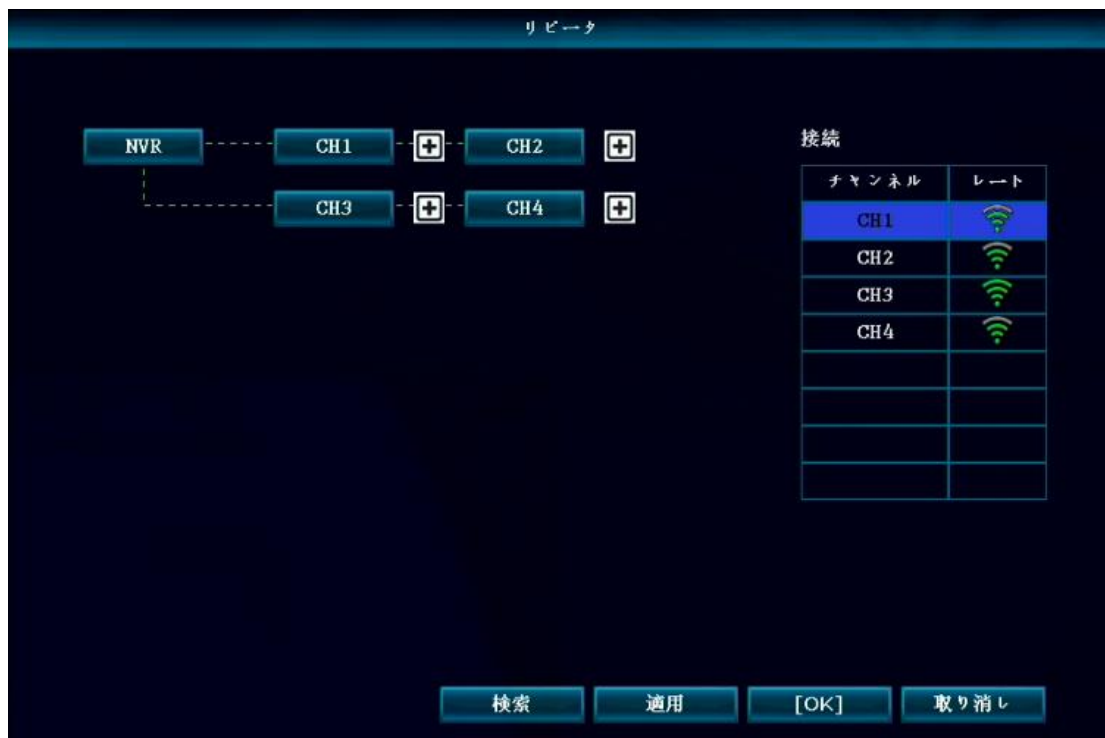 リピータ
NVR CH1 CH2
CH3 CH4
接続
チャンネル レート
CH1
CH2
CH3
CH4
検索 適用 [OK] 取り消し